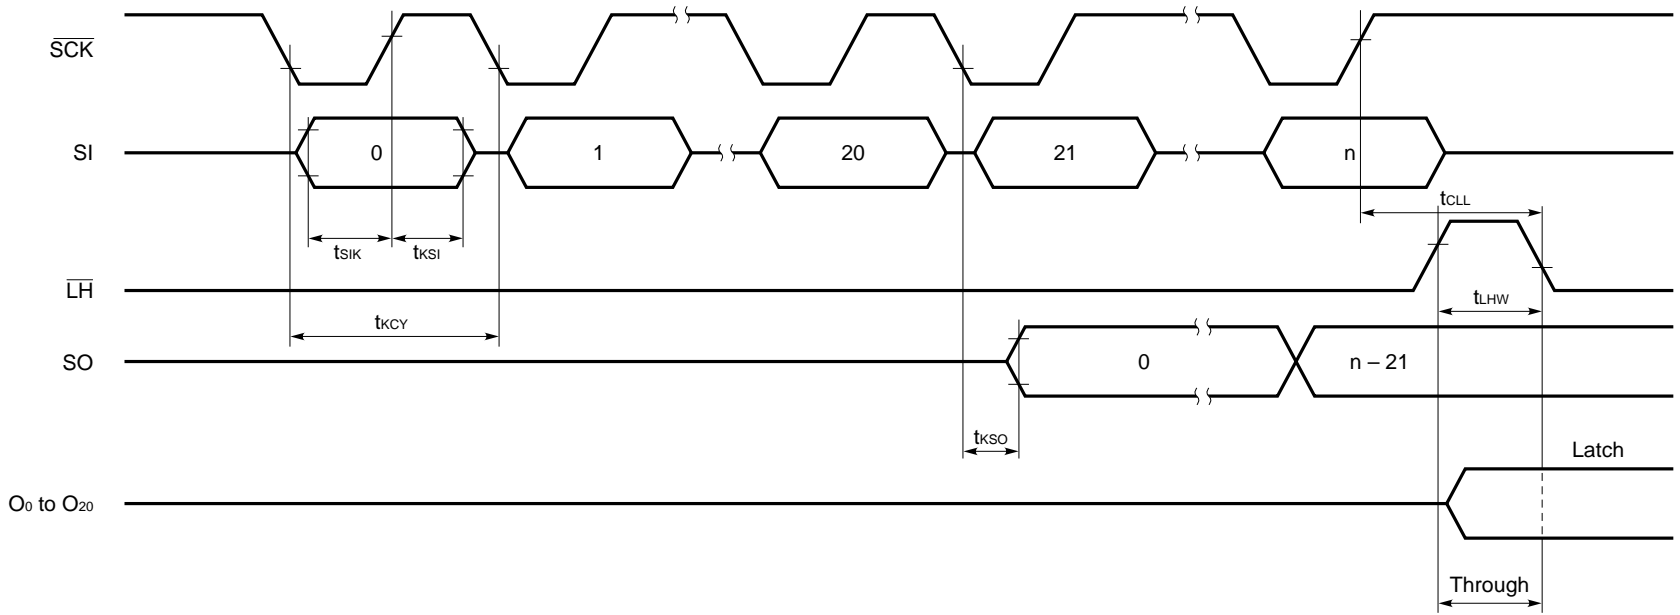 SCK
SI 0 1 20 21 n
tCLL
tSIK tKSI
LH
tLHW
tKCY
SO 0 n – 21
tKSO
Latch
O0 to O20
Through